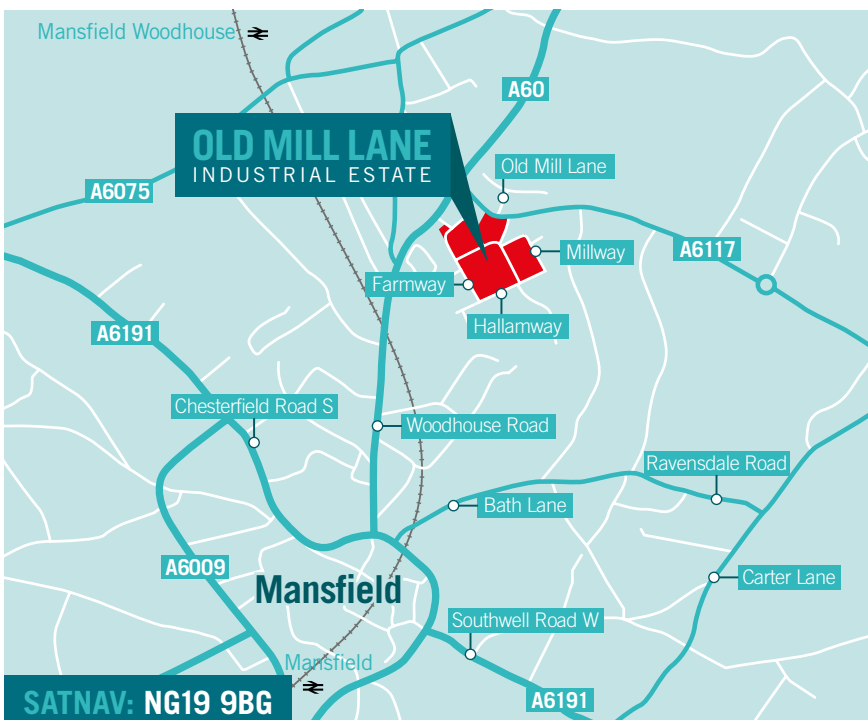 Mansfield Woodhouse
A60
OLD MILL LANE
INDUSTRIAL ESTATE
Old Mill Lane
A6075
Millway
A6117
Farmway
Hallamway
A6191
Chesterfield Road S
Woodhouse Road
Ravensdale Road
Bath Lane
A6009
Mansfield
Carter Lane
Southwell Road W
Mansfield
SATNAV: NG19 9BG
A6191